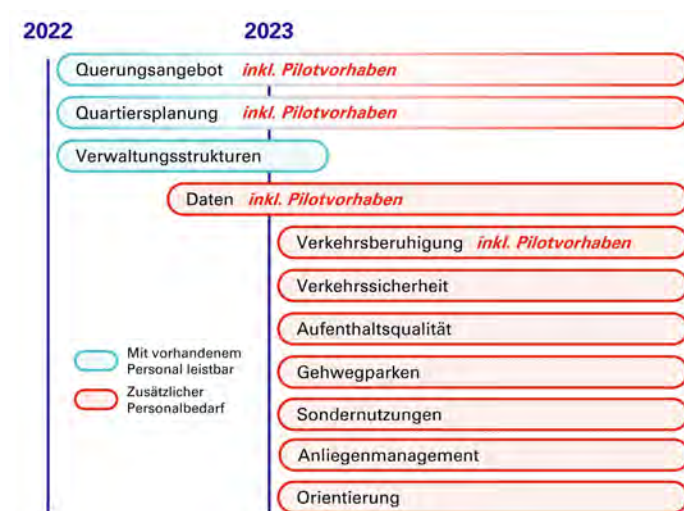 2022 2023
Querungsangebot inkl. Pilotvorhaben
Quartiersplanung inkl. Pilotvorhaben
Verwaltungsstrukturen
Daten inkl. Pilotvorhaben
Verkehrsberuhigung inkl. Pilotvorhaben
Verkehrssicherheit
Aufenthaltsqualität
Mit vorhandenem
Personal leistbar
Gehwegparken
Zusätzlicher
Personalbedarf
Sondernutzungen
Anliegenmanagement
Orientierung